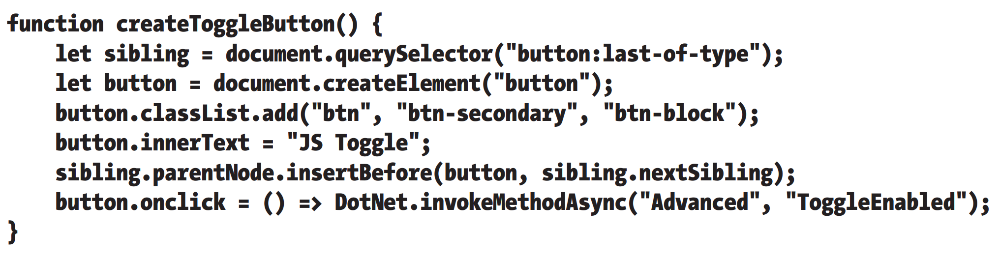 function createToggleButton() {
    let sibling = document.querySelector("button:last-of-type");
    let button = document.createElement("button");
    button.classList.add("btn", "btn-secondary", "btn-block");
    button.innerText = "JS Toggle";
    sibling.parentNode.insertBefore(button, sibling.nextSibling);
    button.onclick = () => DotNet.invokeMethodAsync("Advanced", "ToggleEnabled");
}